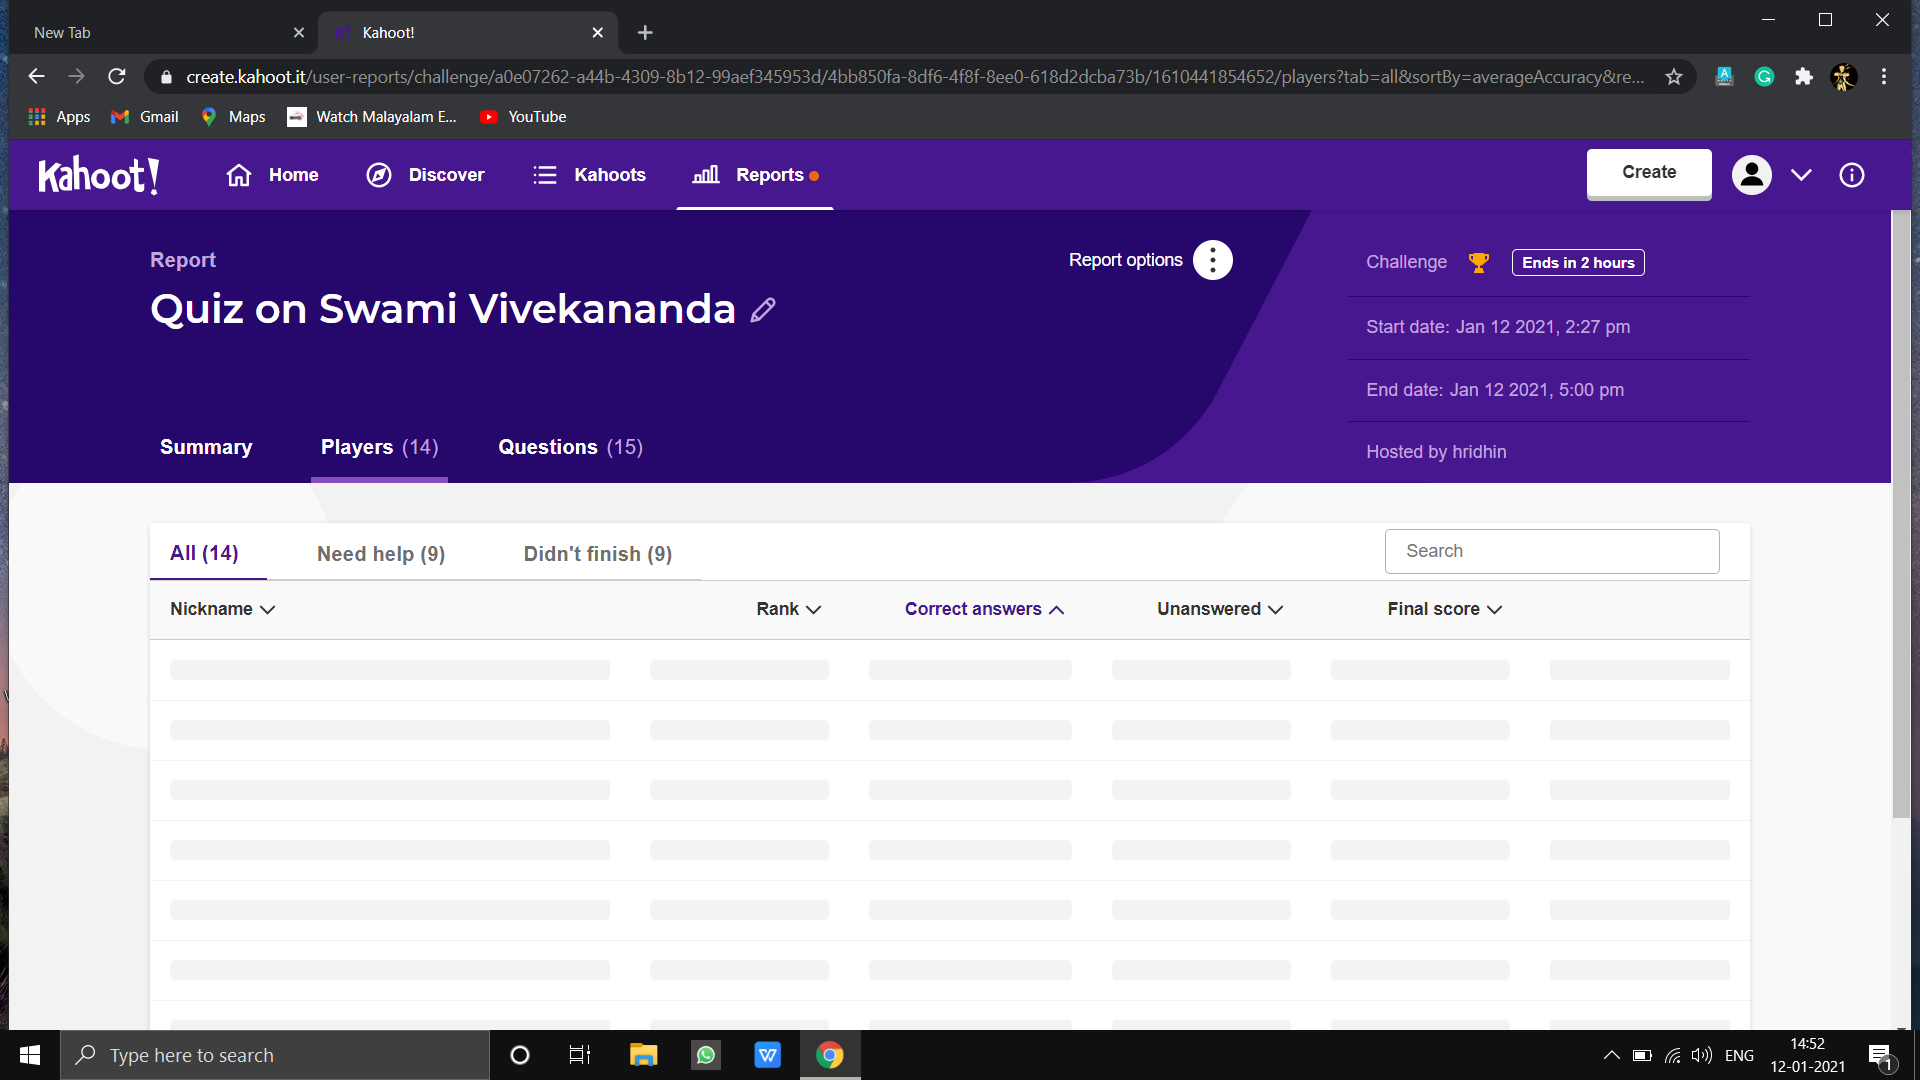 New Tab
Kahoot!
create.kahoot.it/user-reports/challenge/a0e07262-a44b-4309-8b12-99aef345953d/4bb850fa-8df6-4f8f-8ee0-618d2dcba73b/1610441854652/players?tab=all&sortBy=averageAccuracy&re...
Apps Gmail Maps Watch Malayalam E... YouTube
Kahoot! Home Discover Kahoots Reports Create
Report
Report options
Quiz on Swami Vivekananda
Challenge Ends in 2 hours
Start date: Jan 12 2021, 2:27 pm
End date: Jan 12 2021, 5:00 pm
Hosted by hridhin
Summary Players (14) Questions (15)
All (14) Need help (9) Didn't finish (9) Search
Nickname Rank Correct answers Unanswered Final score
Type here to search
ENG
14:52
12-01-2021
1